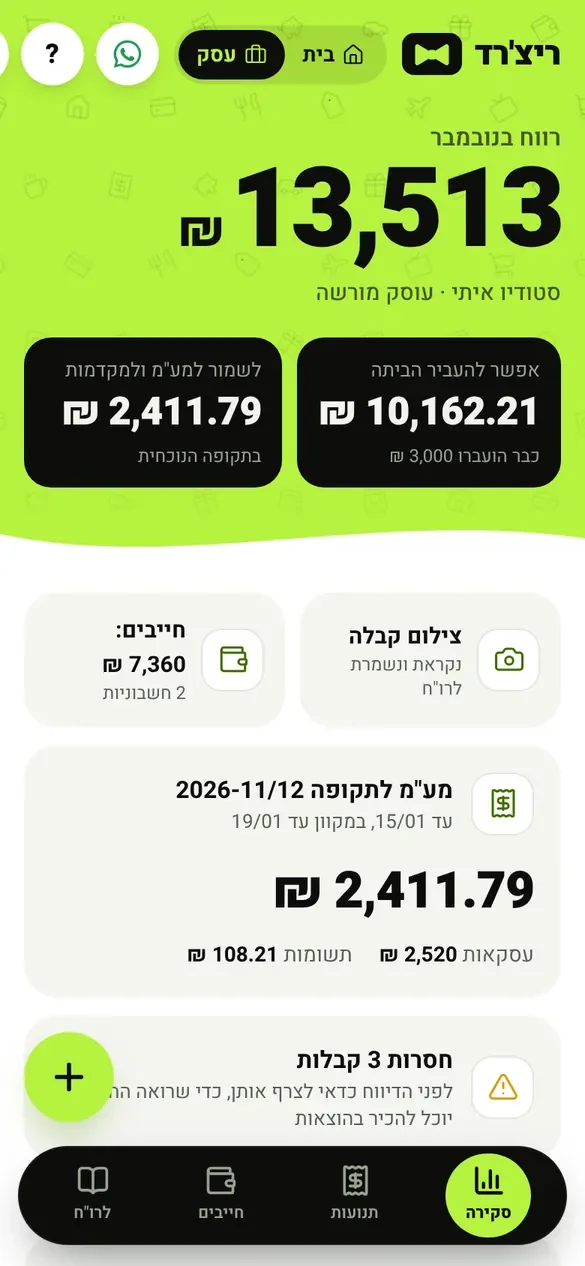 ריצ'רד
בית
עסק
?
רווח בנובמבר
13,513 ₪
סטודיו איתי · עוסק מורשה
אפשר להעביר הביתה
10,162.21 ₪
כבר הועברו 3,000 ₪
לשמור למע"מ ולמקדמות
2,411.79 ₪
בתקופה הנוכחית
צילום קבלה
נקראת ונשמרת
לרו"ח
חייבים:
7,360 ₪
2 חשבוניות
מע"מ לתקופה 2026-11/12
עד 15/01, במקוון עד 19/01
2,411.79 ₪
עסקאות 2,520 ₪ תשומות 108.21 ₪
חסרות 3 קבלות
לפני הדיווח כדאי לצרף אותן, כדי שרואה
יוכל להכיר בהוצאות
סקירה
תנועות
חייבים
לרו"ח